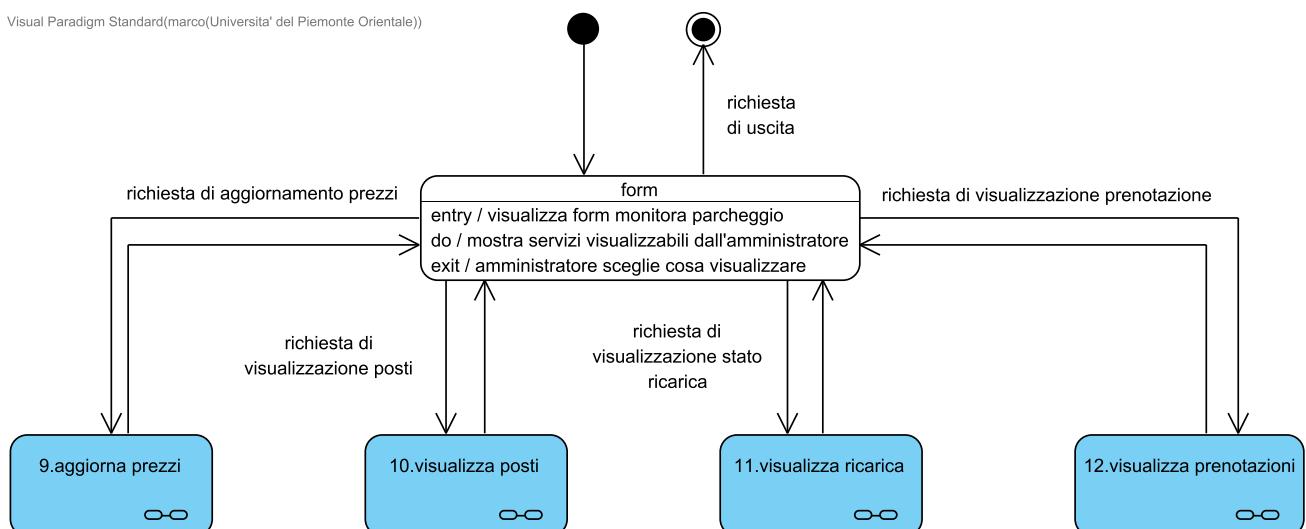 Visual Paradigm Standard(marco(Universita' del Piemonte Orientale))
richiesta
di uscita
richiesta di aggiornamento prezzi
form
richiesta di visualizzazione prenotazione
entry / visualizza form monitora parcheggio
do / mostra servizi visualizzabili dall'amministratore
exit / amministratore sceglie cosa visualizzare
richiesta di
visualizzazione posti
richiesta di
visualizzazione stato
ricarica
9.aggiorna prezzi
10.visualizza posti
11.visualizza ricarica
12.visualizza prenotazioni